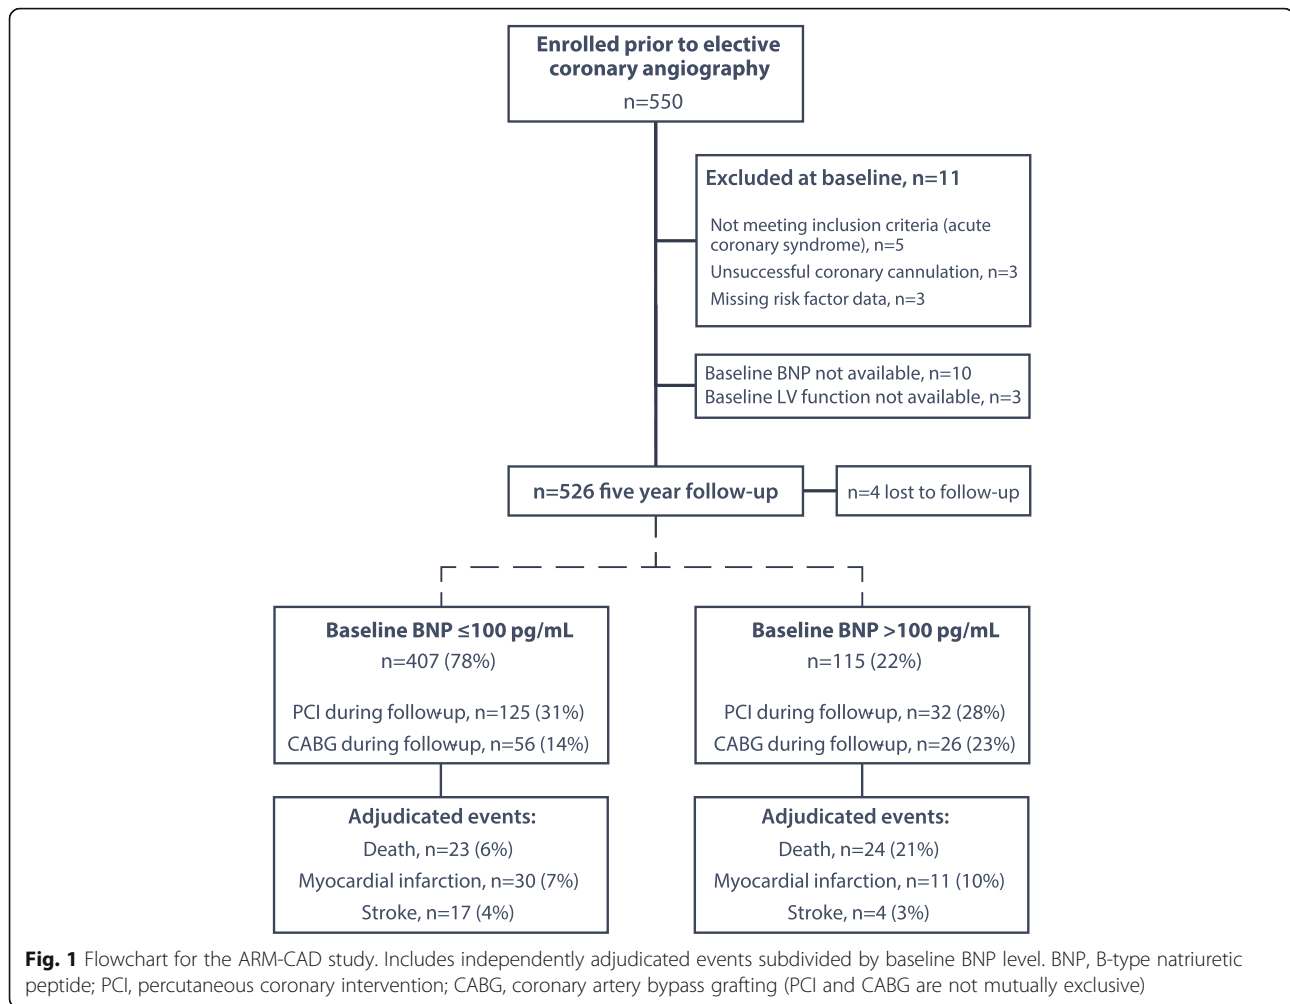 Enrolled prior to elective
coronary angiography
n=550
Excluded at baseline, n=11
Not meeting inclusion criteria (acute
coronary syndrome), n=5
Unsuccessful coronary cannulation, n=3
Missing risk factor data, n=3
Baseline BNP not available, n=10
Baseline LV function not available, n=3
n=526 five year follow-up
n=4 lost to follow-up
Baseline BNP ≤100 pg/mL
n=407 (78%)
PCI during follow-up, n=125 (31%)
CABG during follow-up, n=56 (14%)
Baseline BNP >100 pg/mL
n=115 (22%)
PCI during follow-up, n=32 (28%)
CABG during follow-up, n=26 (23%)
Adjudicated events:
Death, n=23 (6%)
Myocardial infarction, n=30 (7%)
Stroke, n=17 (4%)
Adjudicated events:
Death, n=24 (21%)
Myocardial infarction, n=11 (10%)
Stroke, n=4 (3%)
Fig. 1 Flowchart for the ARM-CAD study. Includes independently adjudicated events subdivided by baseline BNP level. BNP, B-type natriuretic
peptide; PCI, percutaneous coronary intervention; CABG, coronary artery bypass grafting (PCI and CABG are not mutually exclusive)